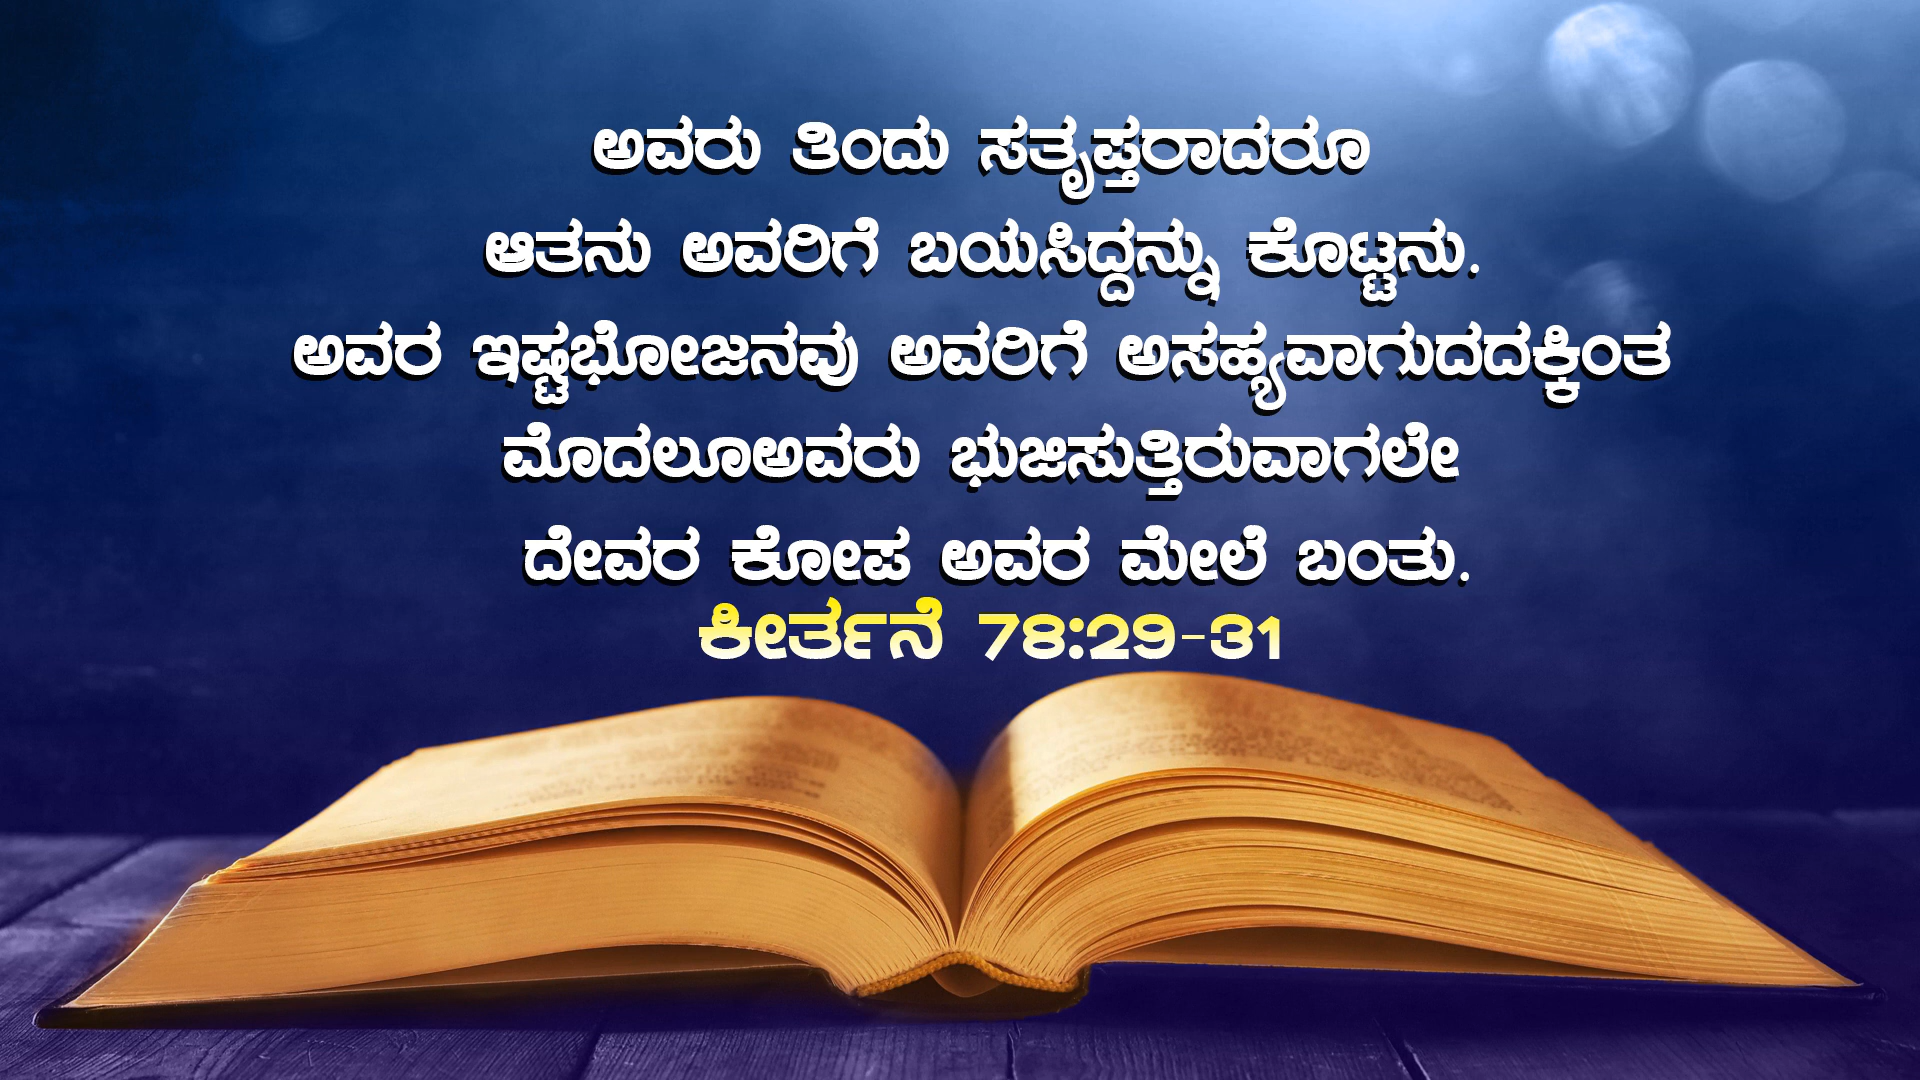 ಅವರು ತಿಂದು ಸತೃಪ್ತರಾದರೂ
ಆತನು ಅವರಿಗೆ ಬಯಸಿದ್ದನ್ನು ಕೊಟ್ಟನು.
ಅವರ ಇಷ್ಟಭೋಜನವು ಅವರಿಗೆ ಅಸಹ್ಯವಾಗುದದಕ್ಕಿಂತ
ಮೊದಲೂಅವರು ಭುಜಿಸುತ್ತಿರುವಾಗಲೇ
ದೇವರ ಕೋಪ ಅವರ ಮೇಲೆ ಬಂತು.
ಕೀರ್ತನೆ 78:29-31